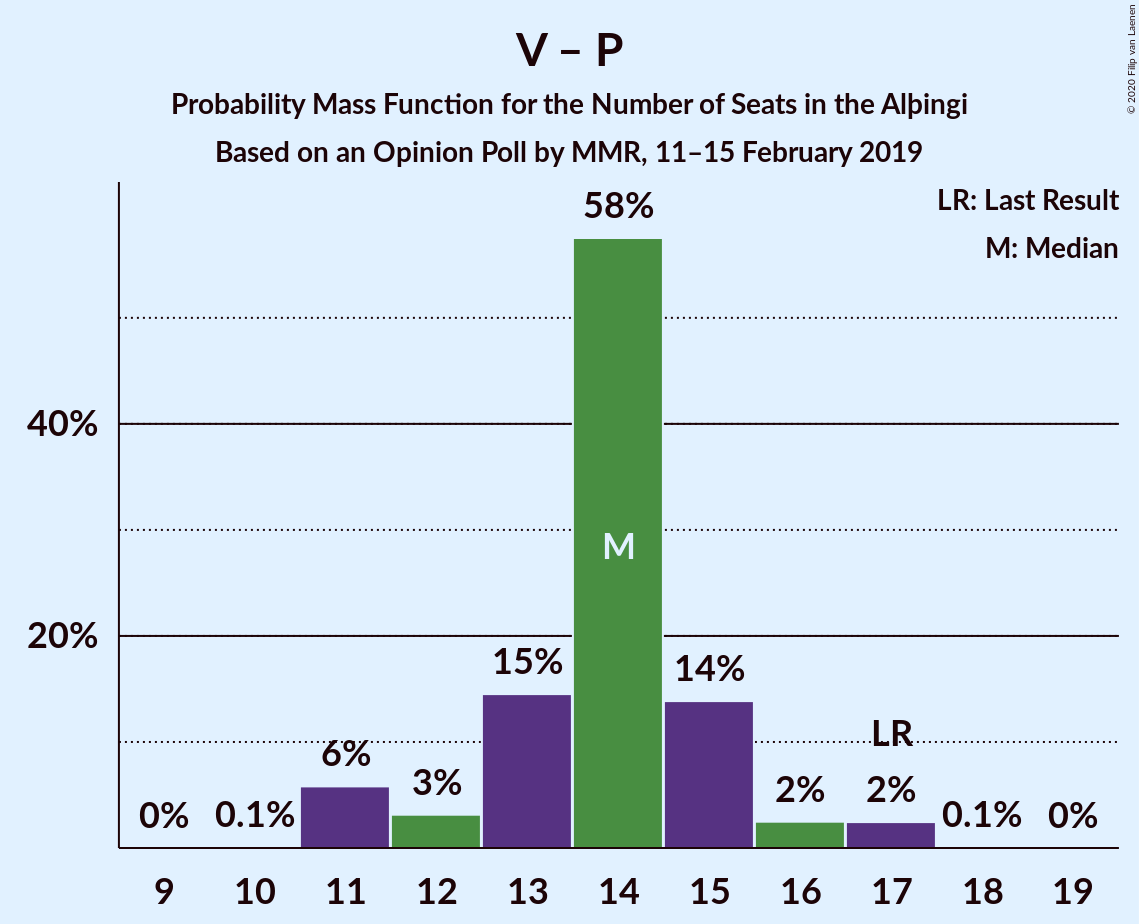 V – P
Probability Mass Function for the Number of Seats in the Alþingi
Based on an Opinion Poll by MMR, 11–15 February 2019
© 2020 Filip van Laenen
LR: Last Result
M: Median
58%
40%
M
20%
15%
14%
LR
6%
3%
2%
2%
0%
0.1%
0.1%
0%
9 10 11 12 13 14 15 16 17 18 19